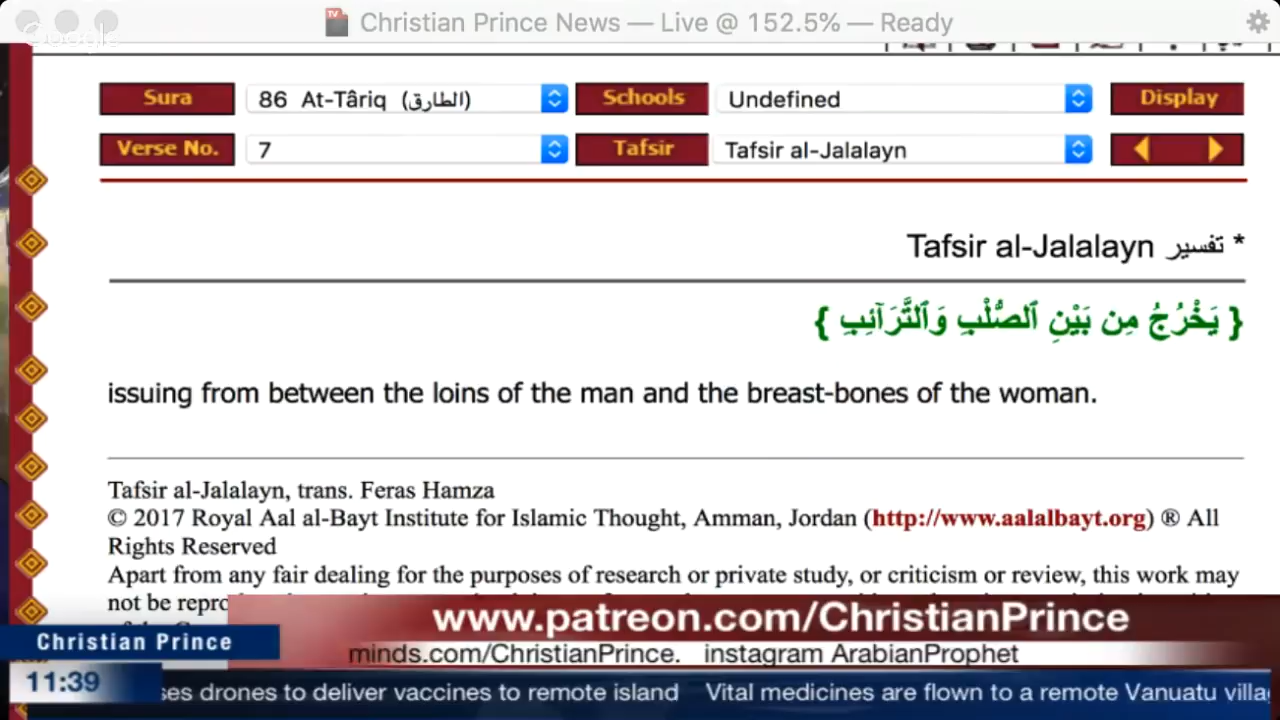 Christian Prince News — Live @ 152.5% — Ready
Google
Sura 86 At-Târiq (الطارق) Schools Undefined Display
Verse No. 7 Tafsir Tafsir al-Jalalayn
* تفسير Tafsir al-Jalalayn
{ يَخْرُجُ مِن بَيْنِ ٱلصُّلْبِ وَٱلتَّرَآئِبِ }
issuing from between the loins of the man and the breast-bones of the woman.
Tafsir al-Jalalayn, trans. Feras Hamza
© 2017 Royal Aal al-Bayt Institute for Islamic Thought, Amman, Jordan (http://www.aalalbayt.org) ® All
Rights Reserved
Apart from any fair dealing for the purposes of research or private study, or criticism or review, this work may
not be
www.patreon.com/ChristianPrince
Christian Prince
minds.com/ChristianPrince. instagram ArabianProphet
11:39
drones to deliver vaccines to remote island Vital medicines are flown to a remote Vanuatu